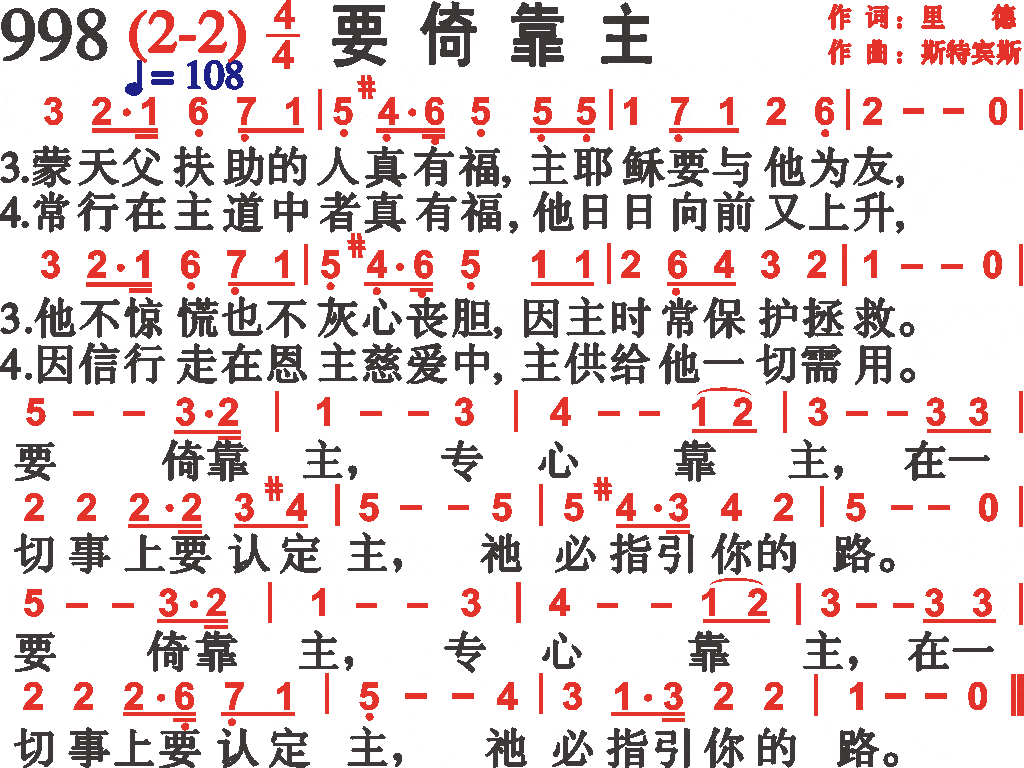 998 (2-2) 4/4 要倚靠主 作词：里 德
♩= 108 作曲：斯特宾斯
3 2·1 6 7 1 | 5 #4·6 5 5 5 | 1 7 1 2 6 | 2 – – 0 |
3.蒙天父扶助的人真有福, 主耶稣要与他为友,
4.常行在主道中者真有福, 他日日向前又上升,
3 2·1 6 7 1 | 5 #4·6 5 1 1 | 2 6 4 3 2 | 1 – – 0 |
3.他不惊慌也不灰心丧胆, 因主时常保护拯救。
4.因信行走在恩主慈爱中, 主供给他一切需用。
5 – – 3·2 | 1 – – 3 | 4 – – 1 2 | 3 – – 3 3 |
要 倚靠 主, 专 心 靠 主, 在一
2 2 2·2 3 #4 | 5 – – 5 | 5 #4·3 4 2 | 5 – – 0 |
切事上要认定主, 祂必指引你的路。
5 – – 3·2 | 1 – – 3 | 4 – – 1 2 | 3 – – 3 3 |
要 倚靠 主, 专 心 靠 主, 在一
2 2 2·6 7 1 | 5 – – 4 | 3 1·3 2 2 | 1 – – 0 ‖
切事上要认定主, 祂必指引你的路。